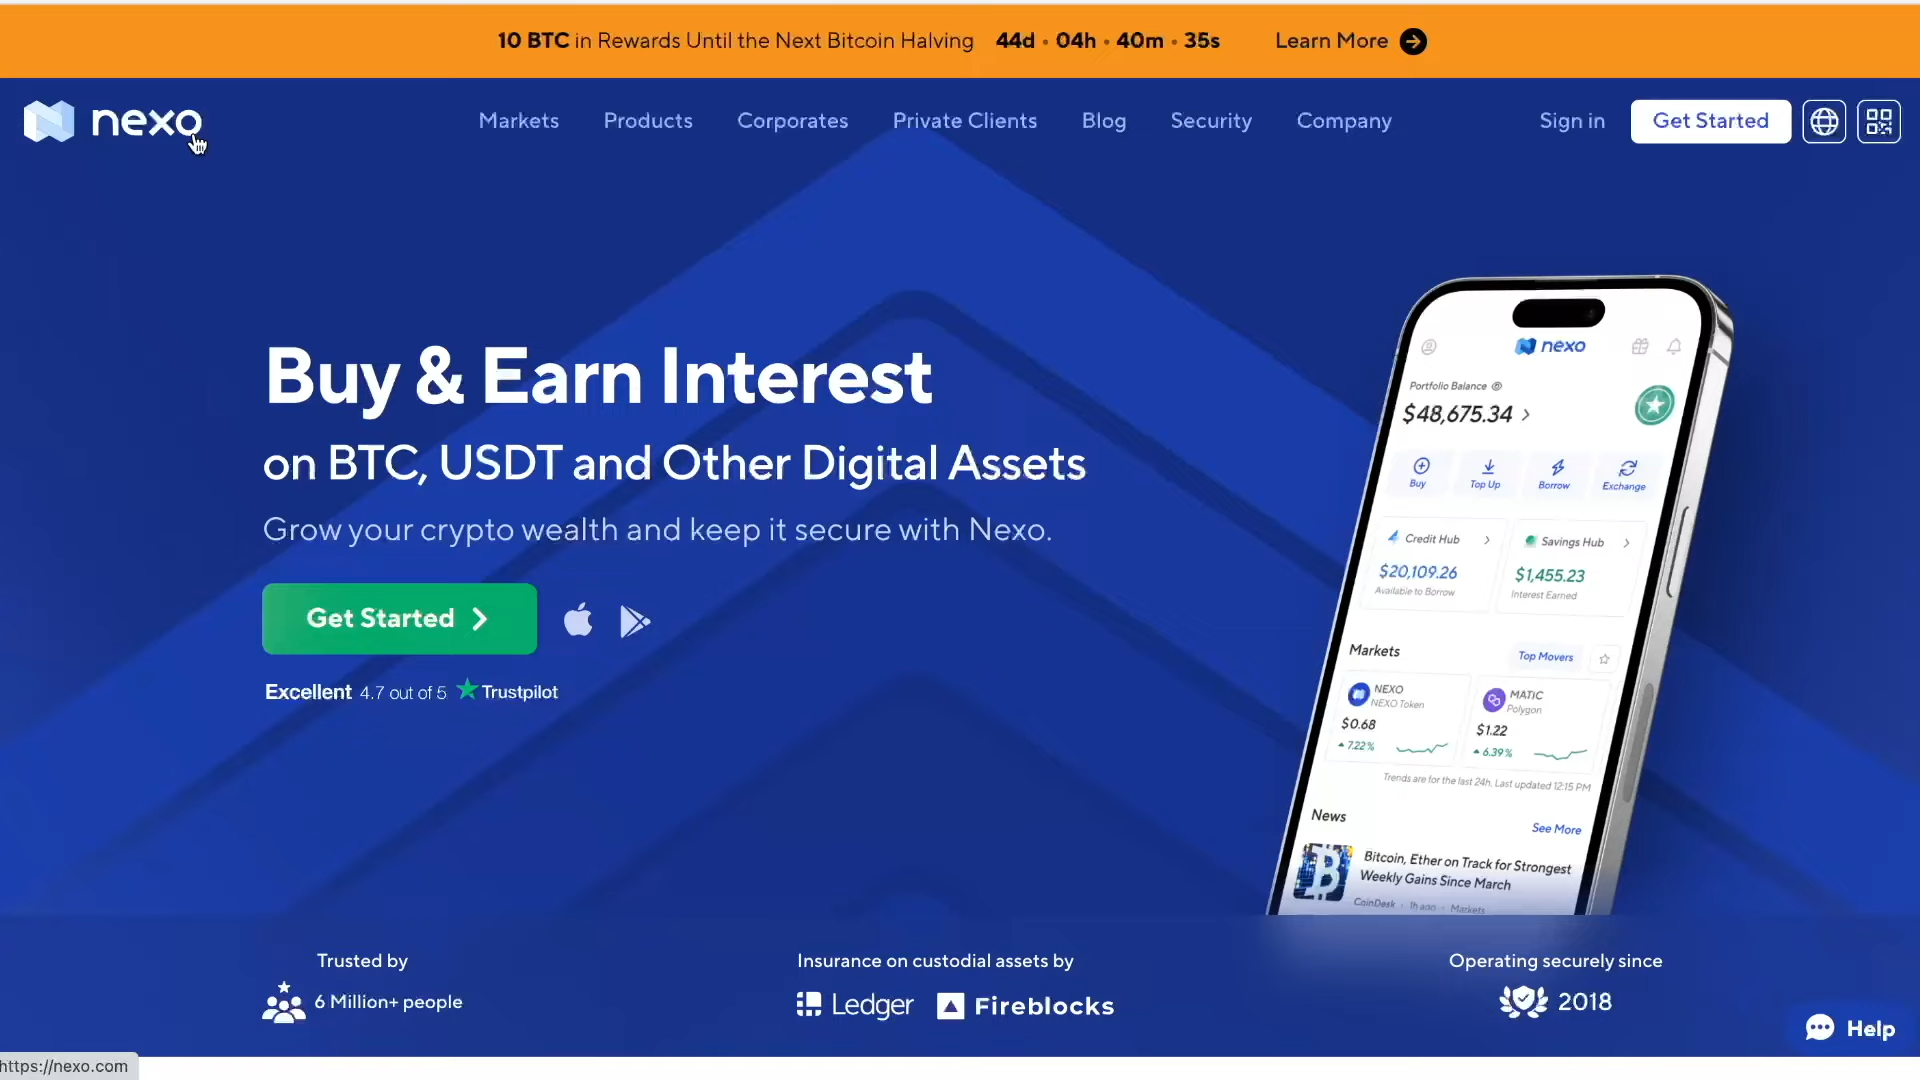 10 BTC in Rewards Until the Next Bitcoin Halving 44d • 04h • 40m • 35s Learn More
nexo Markets Products Corporates Private Clients Blog Security Company Sign in Get Started
Buy & Earn Interest
on BTC, USDT and Other Digital Assets
Grow your crypto wealth and keep it secure with Nexo.
Get Started
Excellent 4.7 out of 5 Trustpilot
nexo
Portfolio Balance
$48,675.34
Buy Top Up Borrow Exchange
Credit Hub Savings Hub
$20,109.26 $1,455.23
Available to Borrow Interest Earned
Markets Top Movers
NEXO MATIC
NEXO Token Polygon
$0.68 $1.22
7.22% 6.39%
Trends are for the last 24h. Last updated 12:15 PM
News See More
Bitcoin, Ether on Track for Strongest
Weekly Gains Since March
CoinDesk • 1h ago • Markets
Trusted by
6 Million+ people
Insurance on custodial assets by
Ledger Fireblocks
Operating securely since
2018
Help
https://nexo.com